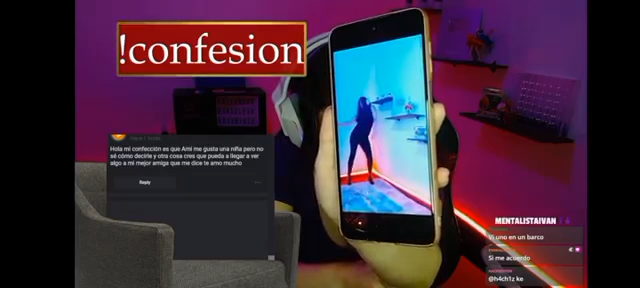 !confesion
Hola mi confección es que Ami me gusta una niña pero no
sé cómo decirle y otra cosa cres que pueda a llegar a ver
algo a mi mejor amiga que me dice te amo mucho
Reply
MENTALISTAIVAN
Vi uno en un barco
Si me acuerdo
@h4ch1z ke